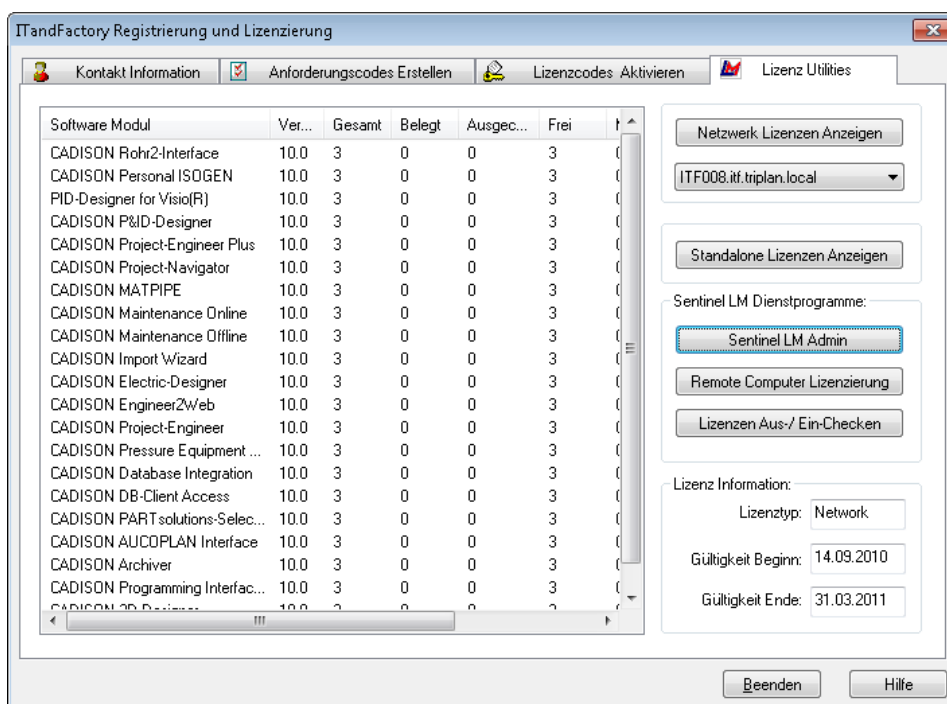 ITandFactory Registrierung und Lizenzierung
Kontakt Information Anforderungscodes Erstellen Lizenzcodes Aktivieren Lizenz Utilities
Software Modul Ver... Gesamt Belegt Ausgec... Frei
CADISON Rohr2-Interface 10.0 3 0 0 3
CADISON Personal ISOGEN 10.0 3 0 0 3
PID-Designer for Visio(R) 10.0 3 0 0 3
CADISON P&ID-Designer 10.0 3 0 0 3
CADISON Project-Engineer Plus 10.0 3 0 0 3
CADISON Project-Navigator 10.0 3 0 0 3
CADISON MATPIPE 10.0 3 0 0 3
CADISON Maintenance Online 10.0 3 0 0 3
CADISON Maintenance Offline 10.0 3 0 0 3
CADISON Import Wizard 10.0 3 0 0 3
CADISON Electric-Designer 10.0 3 0 0 3
CADISON Engineer2Web 10.0 3 0 0 3
CADISON Project-Engineer 10.0 3 0 0 3
CADISON Pressure Equipment ... 10.0 3 0 0 3
CADISON Database Integration 10.0 3 0 0 3
CADISON DB-Client Access 10.0 3 0 0 3
CADISON PARTsolutions-Selec... 10.0 3 0 0 3
CADISON AUCOPLAN Interface 10.0 3 0 0 3
CADISON Archiver 10.0 3 0 0 3
CADISON Programming Interfac... 10.0 3 0 0 3
Netzwerk Lizenzen Anzeigen
ITF008.itf.triplan.local
Standalone Lizenzen Anzeigen
Sentinel LM Dienstprogramme:
Sentinel LM Admin
Remote Computer Lizenzierung
Lizenzen Aus-/ Ein-Checken
Lizenz Information:
Lizenztyp: Network
Gültigkeit Beginn: 14.09.2010
Gültigkeit Ende: 31.03.2011
Beenden Hilfe